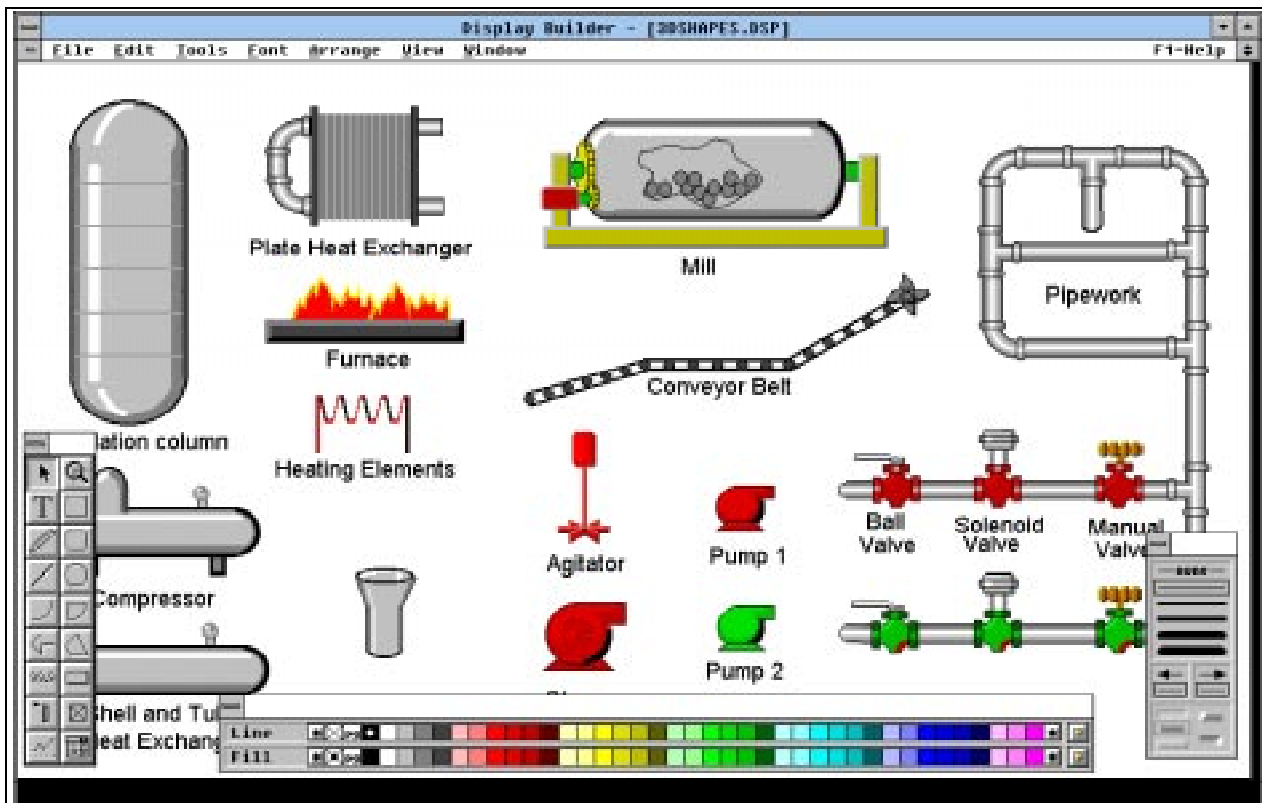 Display Builder - [3DSHAPES.DSP]
File Edit Tools Font Arrange View Window F1-Help
Plate Heat Exchanger
Mill
Pipework
Furnace
Conveyor Belt
lation column
Heating Elements
Ball Valve
Solenoid Valve
Manual Valve
Agitator
Pump 1
Compressor
Pump 2
Shell and Tu
Heat Exchang
Line
Fill